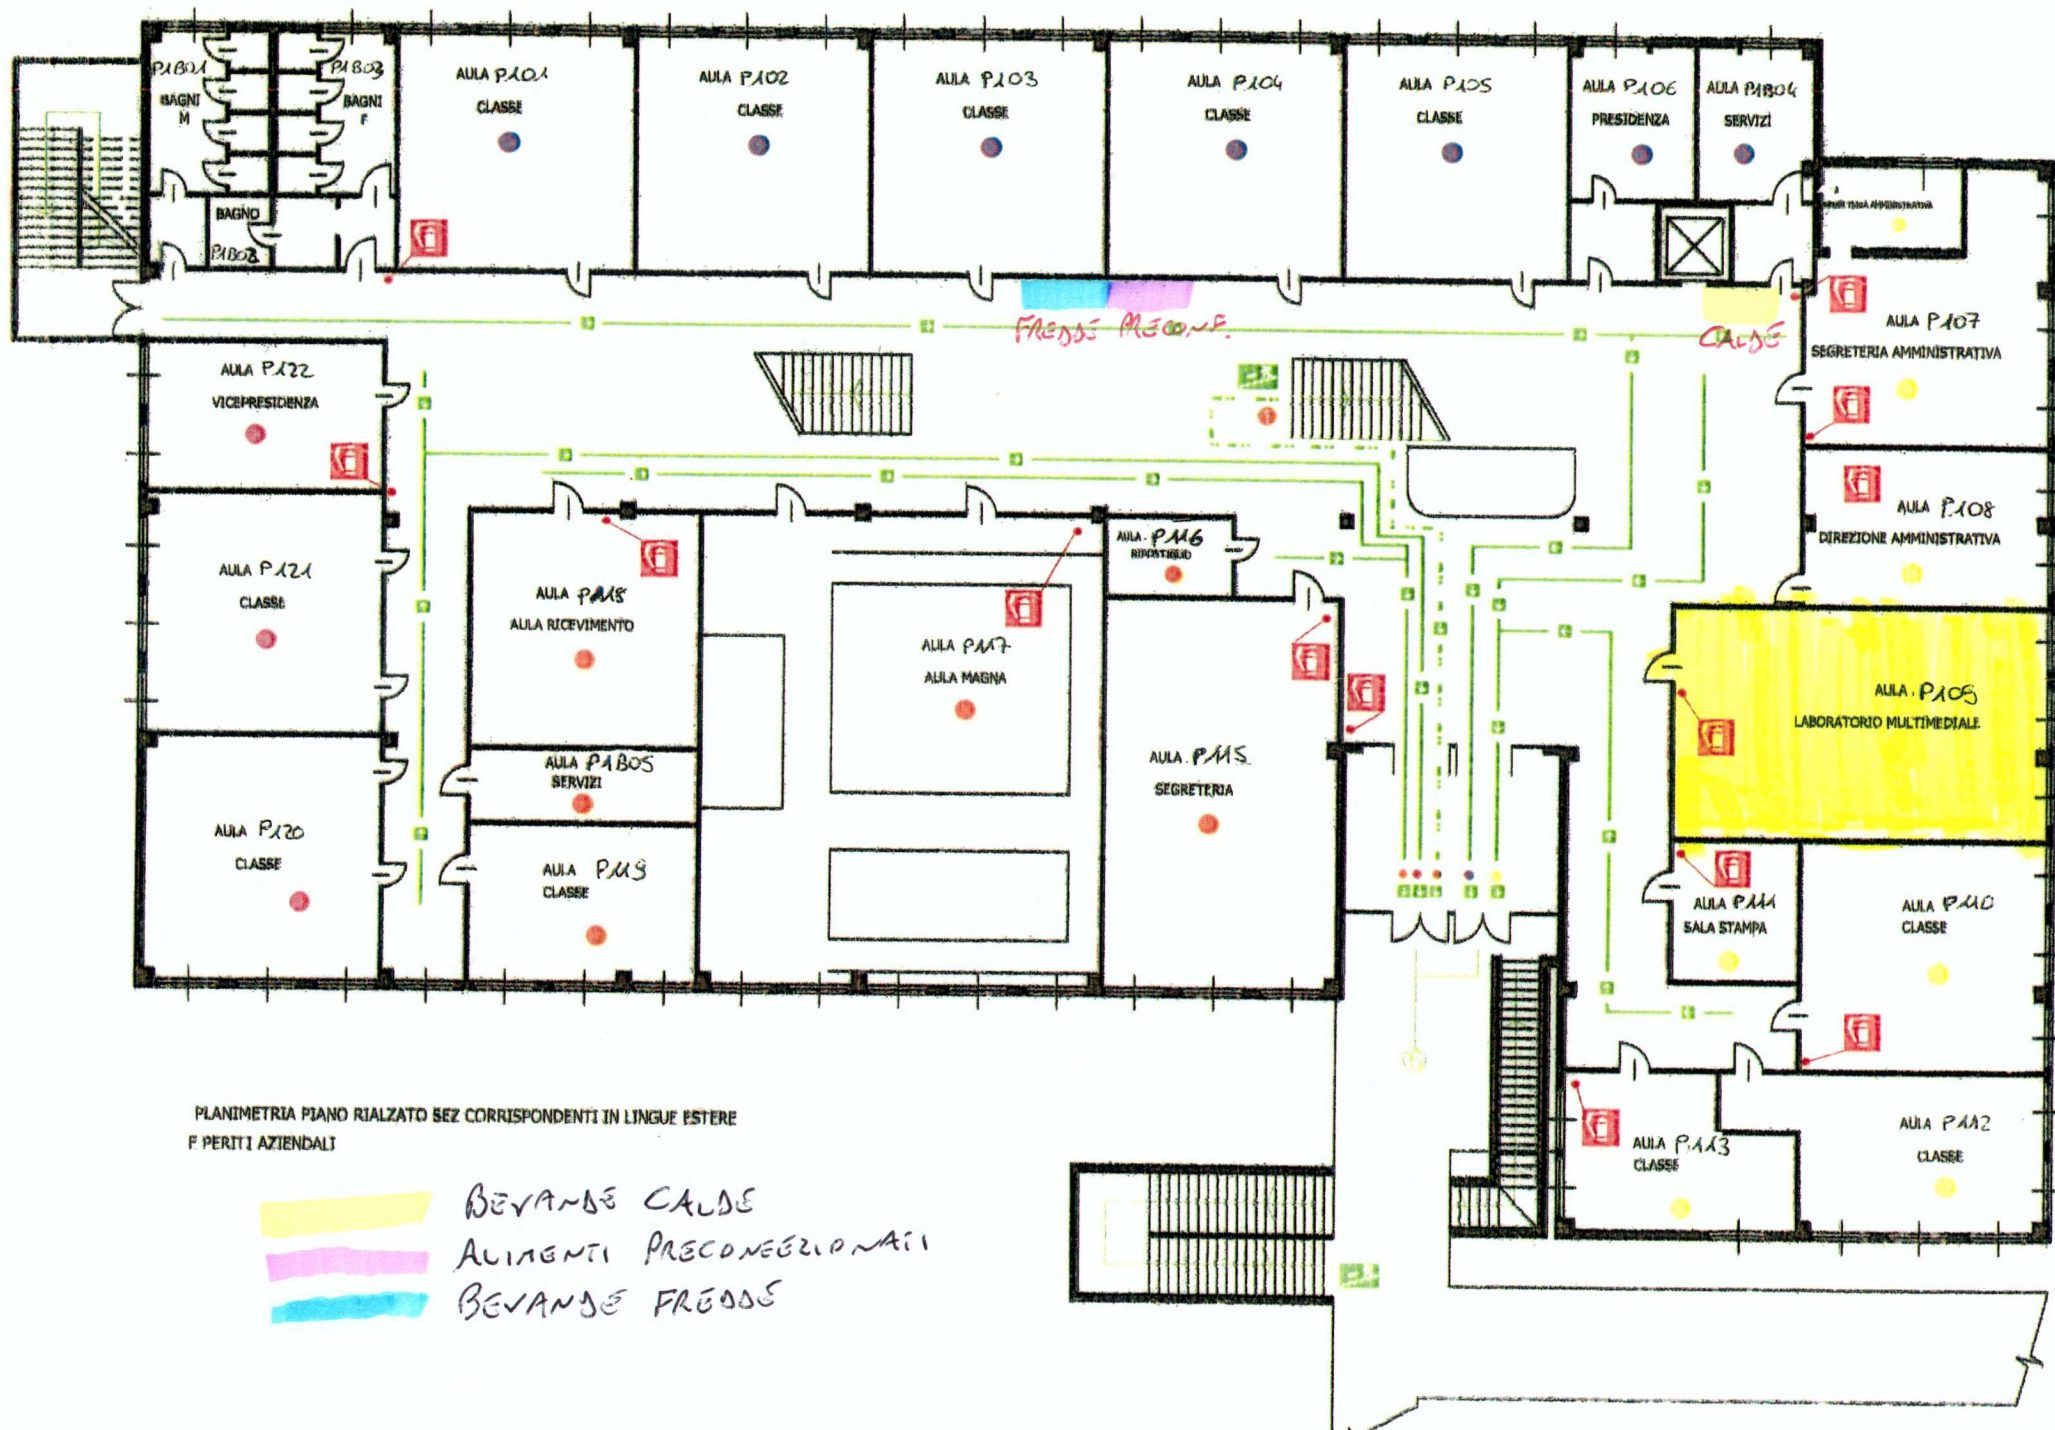 P1B01
BAGNI
M
P1B03
BAGNI
F
BAGNO
P1B02
AULA P101
CLASSE
AULA P102
CLASSE
AULA P103
CLASSE
AULA P104
CLASSE
AULA P105
CLASSE
AULA P106
PRESIDENZA
AULA P1B04
SERVIZI
AMMINISTRATIVA
FREDDE PRECONF.
CALDE
AULA P107
SEGRETERIA AMMINISTRATIVA
AULA P122
VICEPRESIDENZA
AULA P108
DIREZIONE AMMINISTRATIVA
AULA P121
CLASSE
AULA P118
AULA RICEVIMENTO
AULA P117
AULA MAGNA
AULA. P116
RIPOSTIGLIO
AULA. P109
LABORATORIO MULTIMEDIALE
AULA P1B05
SERVIZI
AULA. P115
SEGRETERIA
AULA P120
CLASSE
AULA P119
CLASSE
AULA P111
SALA STAMPA
AULA P110
CLASSE
PLANIMETRIA PIANO RIALZATO SEZ CORRISPONDENTI IN LINGUE ESTERE
E PERITI AZIENDALI
AULA P113
CLASSE
AULA P112
CLASSE
BEVANDE CALDE
ALIMENTI PRECONFEZIONATI
BEVANDE FREDDE